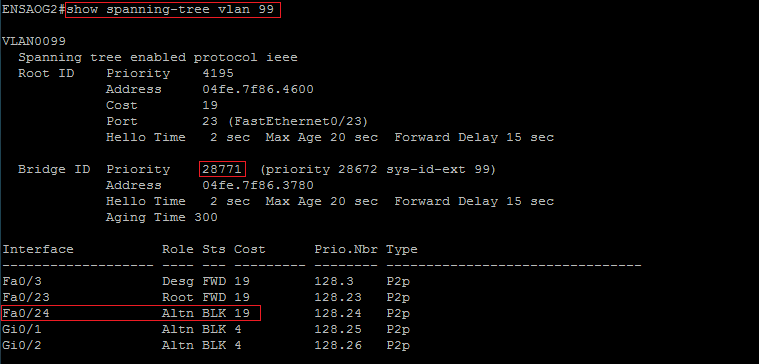 ENSAOG2#show spanning-tree vlan 99
VLAN0099
  Spanning tree enabled protocol ieee
  Root ID    Priority    4195
             Address     04fe.7f86.4600
             Cost        19
             Port        23 (FastEthernet0/23)
             Hello Time   2 sec  Max Age 20 sec  Forward Delay 15 sec
  Bridge ID  Priority    28771  (priority 28672 sys-id-ext 99)
             Address     04fe.7f86.3780
             Hello Time   2 sec  Max Age 20 sec  Forward Delay 15 sec
             Aging Time 300
Interface           Role Sts Cost      Prio.Nbr Type
------------------- ---- --- --------- -------- --------------------------------
Fa0/3               Desg FWD 19        128.3    P2p
Fa0/23              Root FWD 19        128.23   P2p
Fa0/24              Altn BLK 19        128.24   P2p
Gi0/1               Altn BLK 4         128.25   P2p
Gi0/2               Altn BLK 4         128.26   P2p